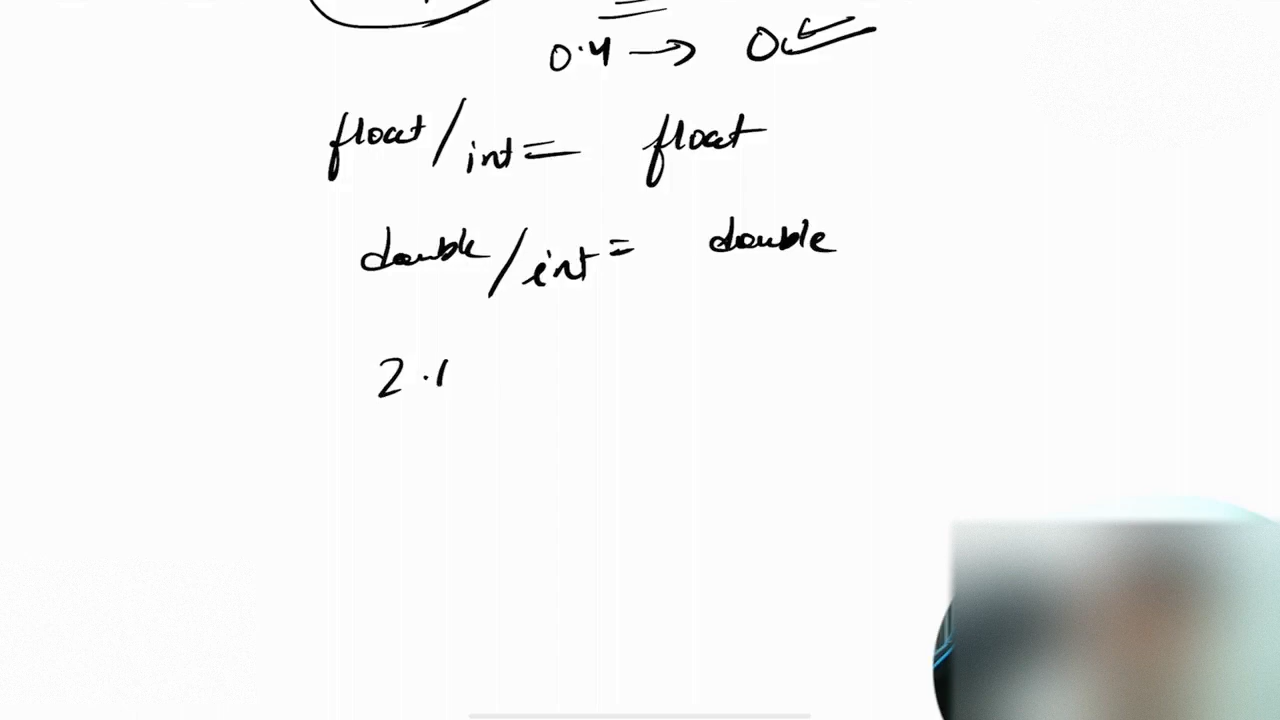 0.4 → 0
float/int = float
double/int = double
2.1